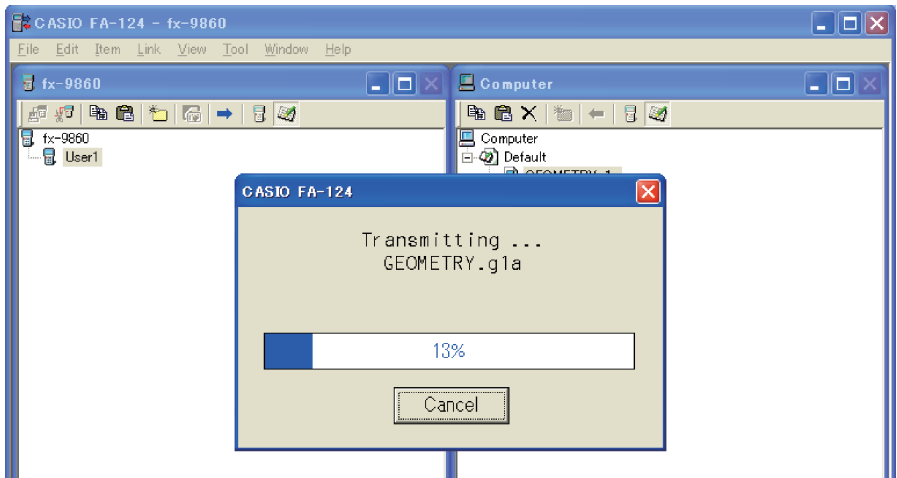 CASIO FA-124 - fx-9860
File Edit Item Link View Tool Window Help
fx-9860
Computer
fx-9860
User1
Computer
Default
CASIO FA-124
Transmitting ...
GEOMETRY.g1a
13%
Cancel